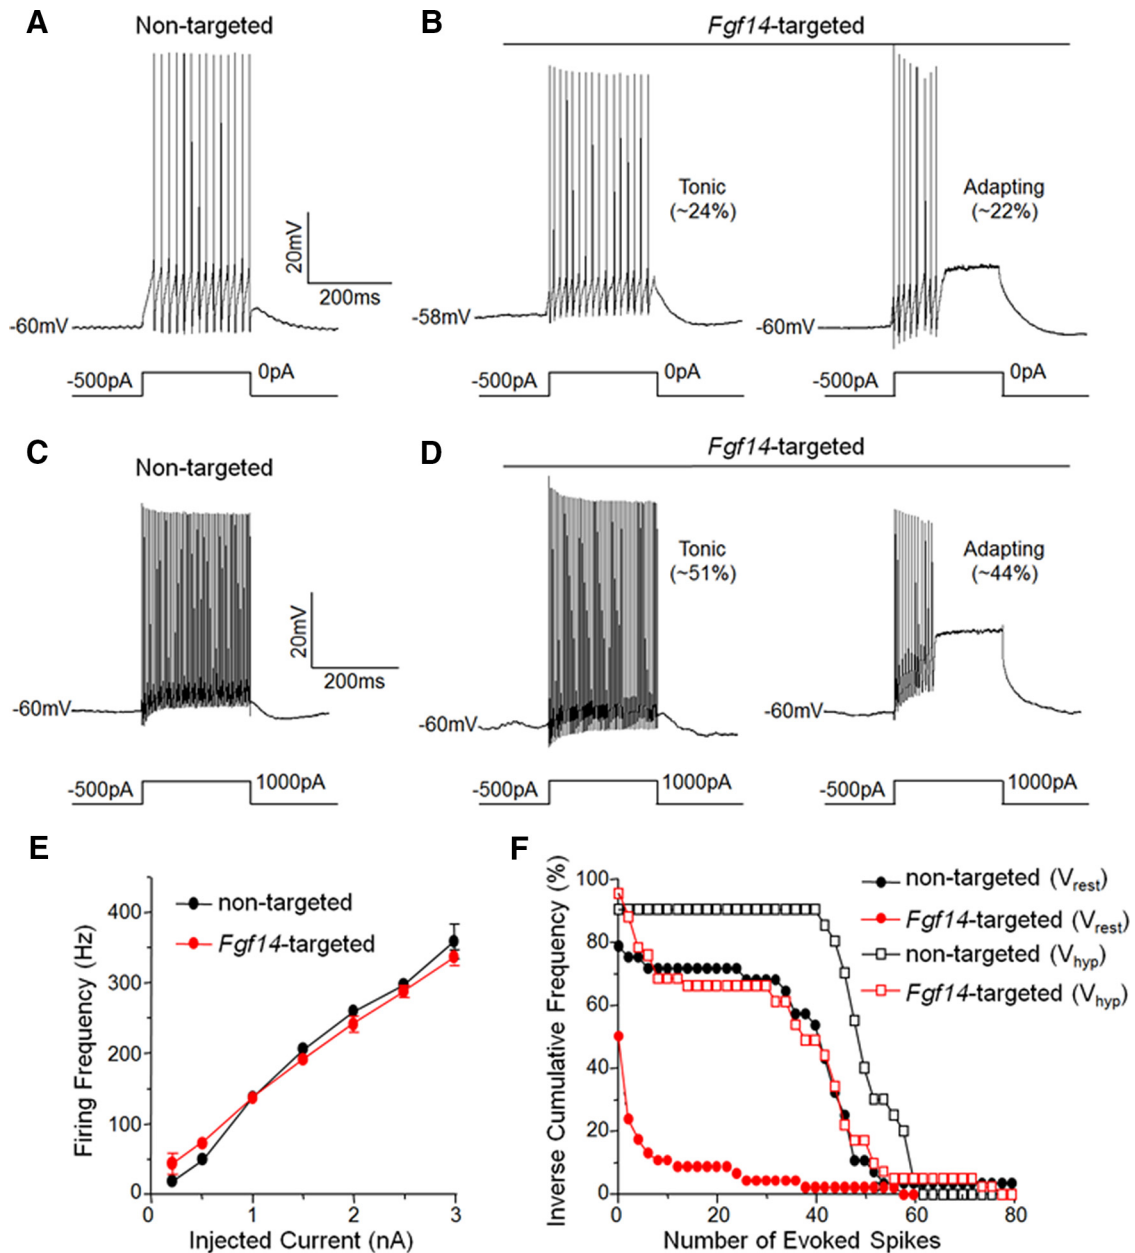 A
Non-targeted
20mV
200ms
-60mV
-500pA
0pA
B
Fgf14-targeted
Tonic
(~24%)
-58mV
-500pA
Adapting
(~22%)
-60mV
-500pA
0pA
C
Non-targeted
20mV
200ms
-60mV
-500pA
1000pA
D
Fgf14-targeted
Tonic
(~51%)
-60mV
-500pA
1000pA
Adapting
(~44%)
-60mV
-500pA
1000pA
E
Firing Frequency (Hz)
400
300
200
100
0
non-targeted
Fgf14-targeted
0 1 2 3
Injected Current (nA)
F
Inverse Cumulative Frequency (%)
100
80
60
40
20
0
non-targeted (Vrest)
Fgf14-targeted (Vrest)
non-targeted (Vhyp)
Fgf14-targeted (Vhyp)
0 20 40 60 80
Number of Evoked Spikes